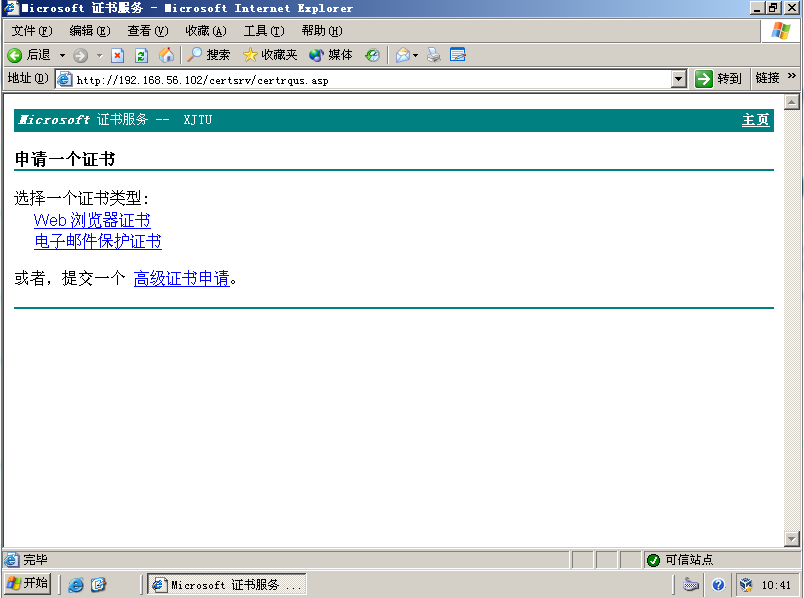 Microsoft 证书服务 - Microsoft Internet Explorer
文件(F) 编辑(E) 查看(V) 收藏(A) 工具(T) 帮助(H)
后退 搜索 收藏夹 媒体
地址(D) http://192.168.56.102/certsrv/certrqus.asp 转到 链接 »
Microsoft 证书服务 -- XJTU 主页
申请一个证书
选择一个证书类型:
Web 浏览器证书
电子邮件保护证书
或者，提交一个 高级证书申请。
完毕 可信站点
开始 Microsoft 证书服务 ... 10:41